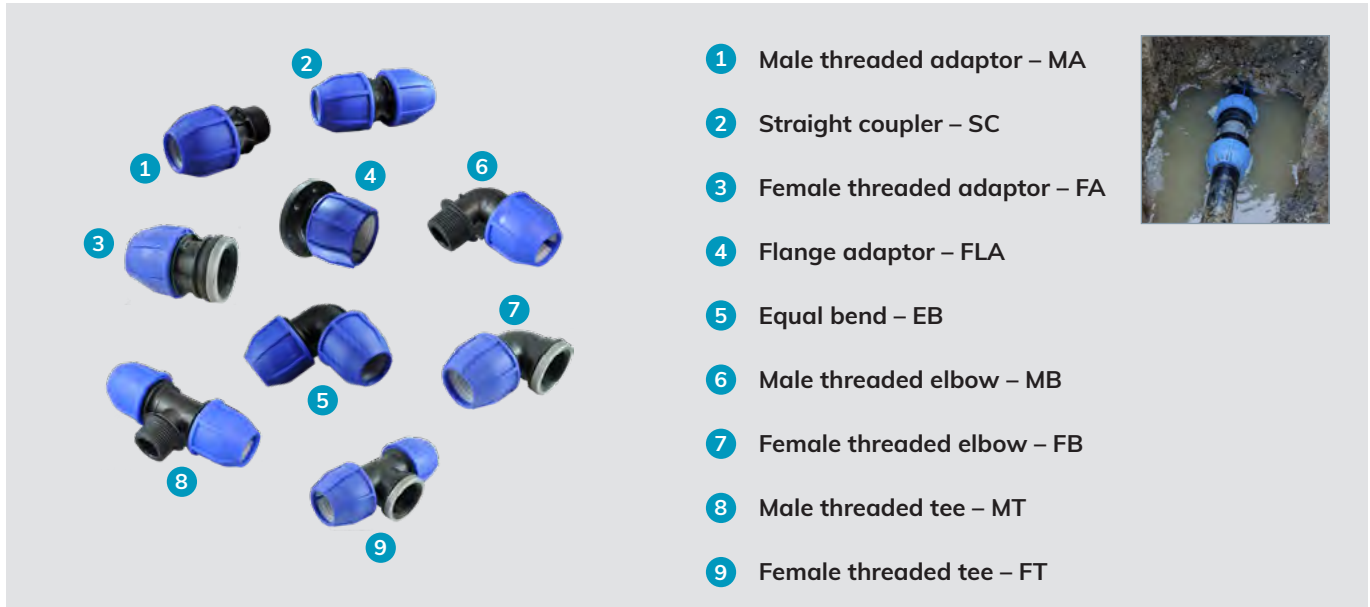 2
1
4
6
3
7
5
8
9
1 Male threaded adaptor – MA
2 Straight coupler – SC
3 Female threaded adaptor – FA
4 Flange adaptor – FLA
5 Equal bend – EB
6 Male threaded elbow – MB
7 Female threaded elbow – FB
8 Male threaded tee – MT
9 Female threaded tee – FT